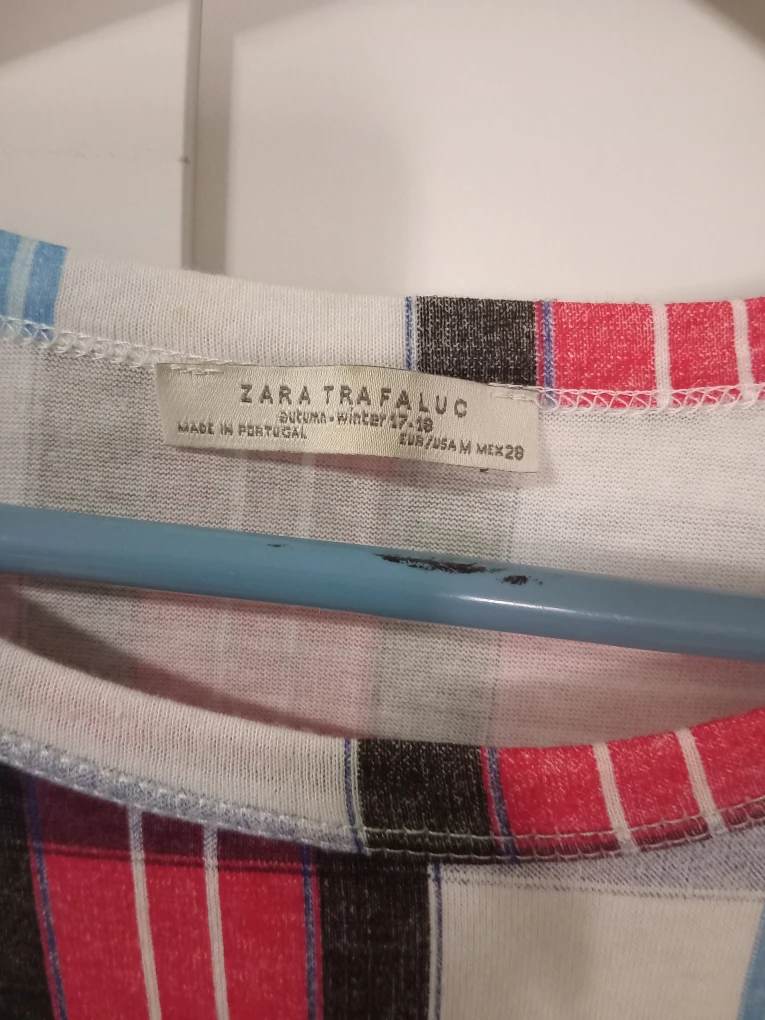 ZARA TRAFALUC
autumn-winter 17-18
MADE IN PORTUGAL EUR/USA M MEX 28